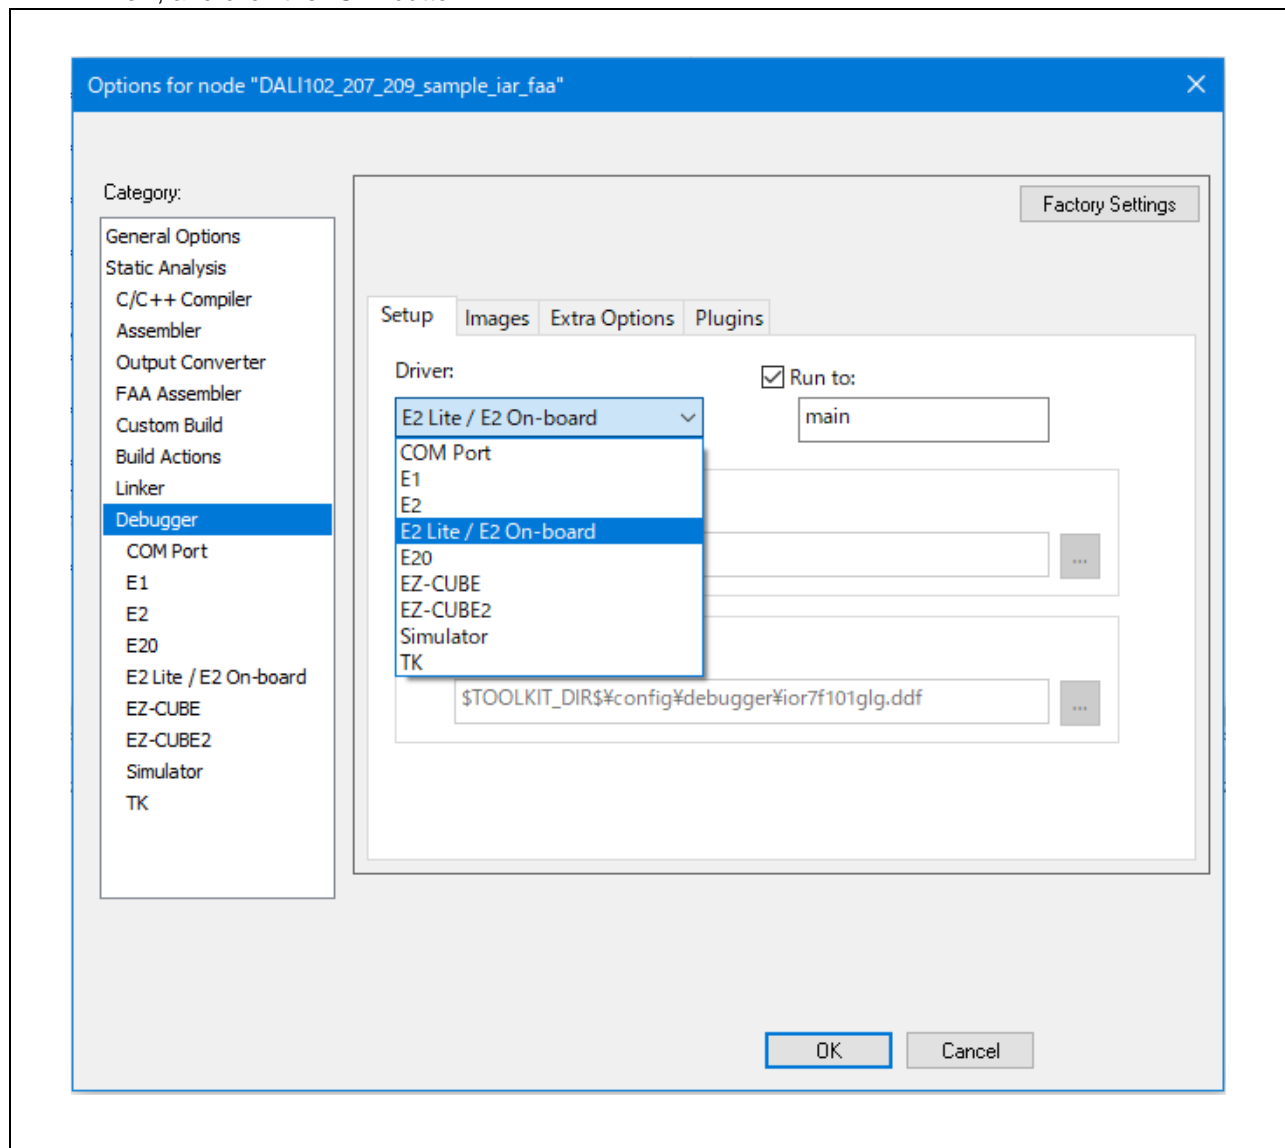 Options for node "DALI102_207_209_sample_iar_faa"
Category:
Factory Settings
General Options
Static Analysis
C/C++ Compiler
Assembler
Output Converter
FAA Assembler
Custom Build
Build Actions
Linker
Debugger
COM Port
E1
E2
E20
E2 Lite / E2 On-board
EZ-CUBE
EZ-CUBE2
Simulator
TK
Setup Images Extra Options Plugins
Driver:
Run to:
E2 Lite / E2 On-board
main
COM Port
E1
E2
E2 Lite / E2 On-board
E20
...
EZ-CUBE
EZ-CUBE2
Simulator
TK
$TOOLKIT_DIR$¥config¥debugger¥ior7f101glg.ddf
...
OK Cancel